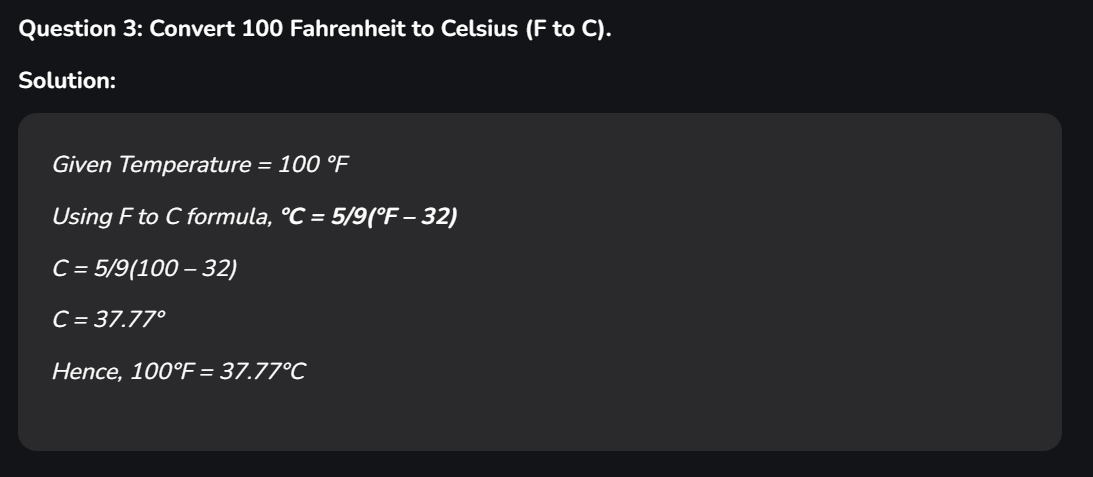 Question 3: Convert 100 Fahrenheit to Celsius (F to C).
Solution:
Given Temperature = 100 °F
Using F to C formula, °C = 5/9(°F – 32)
C = 5/9(100 – 32)
C = 37.77°
Hence, 100°F = 37.77°C